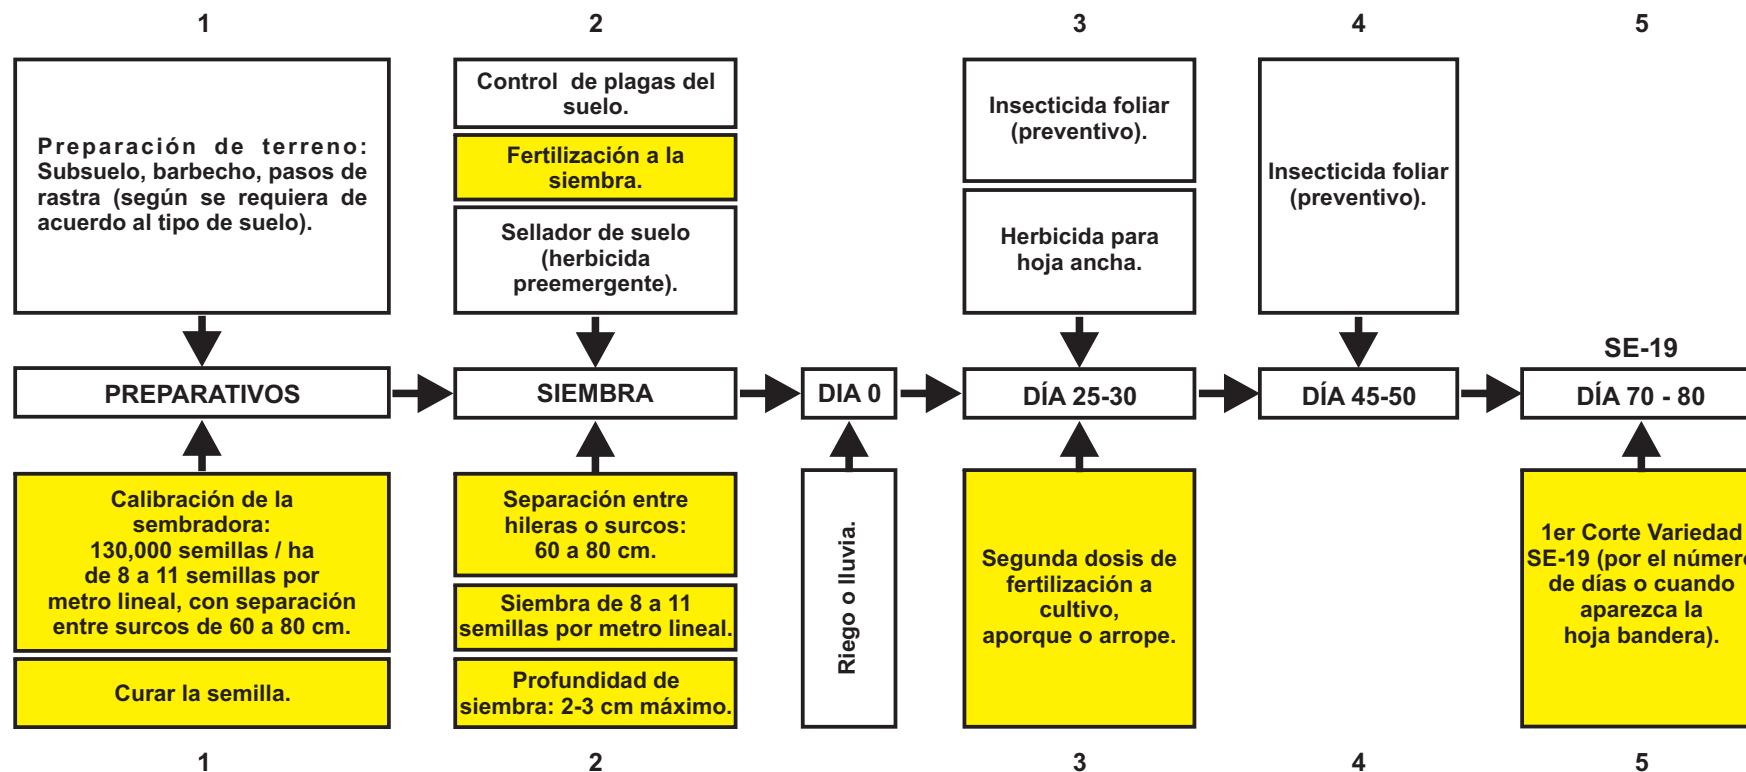 1
2
3
4
5
Preparación de terreno:
Subsuelo, barbecho, pasos de
rastra (según se requiera de
acuerdo al tipo de suelo).
Control de plagas del
suelo.
Fertilización a la
siembra.
Sellador de suelo
(herbicida
preemergente).
Insecticida foliar
(preventivo).
Herbicida para
hoja ancha.
Insecticida foliar
(preventivo).
SE-19
PREPARATIVOS
SIEMBRA
DIA 0
DÍA 25-30
DÍA 45-50
DÍA 70 - 80
Calibración de la
sembradora:
130,000 semillas / ha
de 8 a 11 semillas por
metro lineal, con separación
entre surcos de 60 a 80 cm.
Curar la semilla.
Separación entre
hileras o surcos:
60 a 80 cm.
Siembra de 8 a 11
semillas por metro lineal.
Profundidad de
siembra: 2-3 cm máximo.
Riego o lluvia.
Segunda dosis de
fertilización a
cultivo,
aporque o arrope.
1er Corte Variedad
SE-19 (por el número
de días o cuando
aparezca la
hoja bandera).
1
2
3
4
5